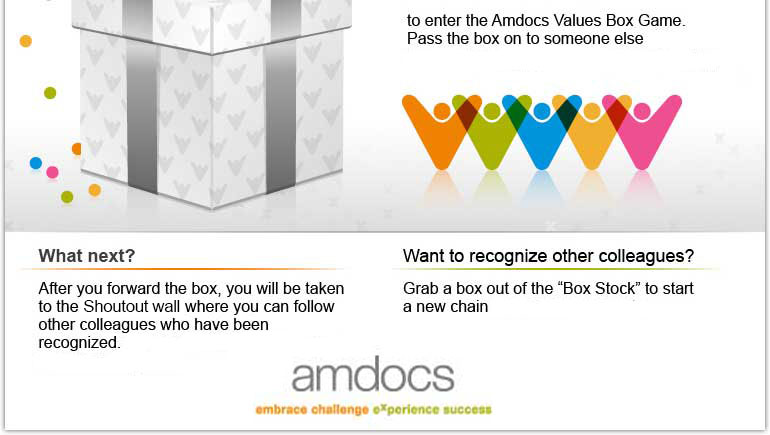 to enter the Amdocs Values Box Game.
Pass the box on to someone else
What next?
After you forward the box, you will be taken
to the Shoutout wall where you can follow
other colleagues who have been
recognized.
Want to recognize other colleagues?
Grab a box out of the “Box Stock” to start
a new chain
amdocs
embrace challenge experience success